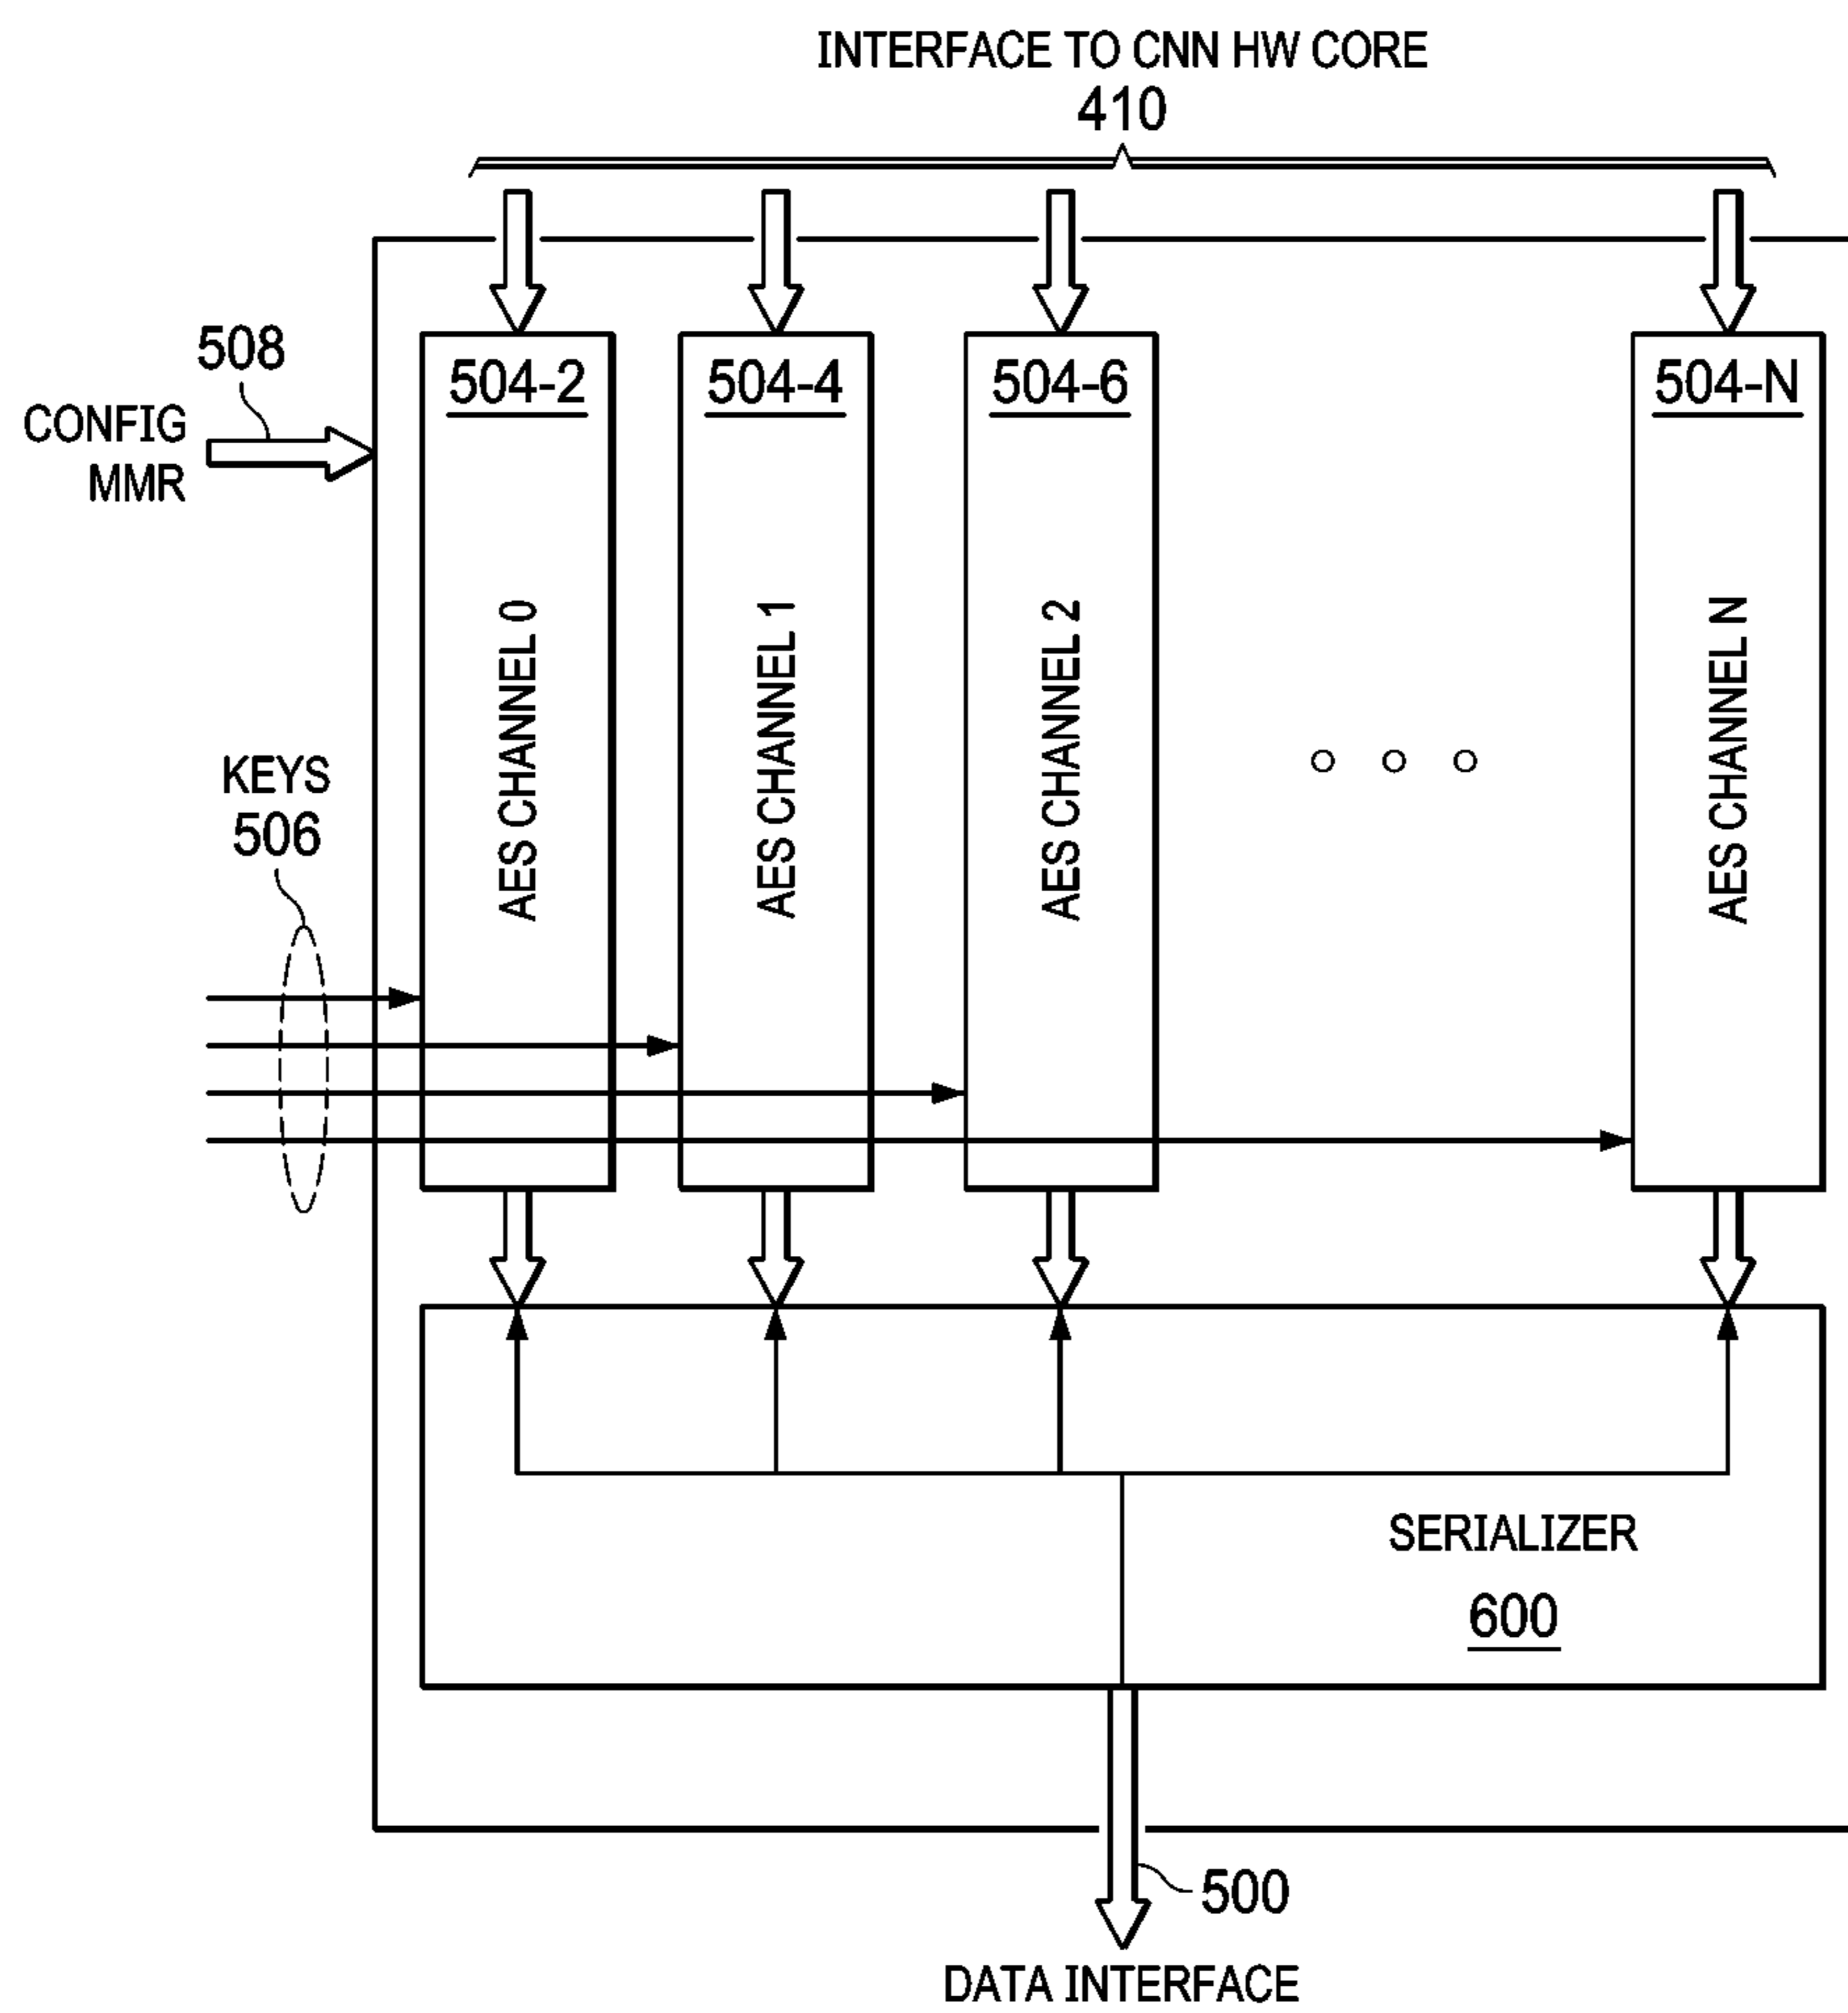 INTERFACE TO CNN HW CORE
410
508
CONFIG
MMR
504-2
504-4
504-6
504-N
AES CHANNEL 0
AES CHANNEL 1
AES CHANNEL 2
AES CHANNEL N
KEYS
506
SERIALIZER
600
500
DATA INTERFACE